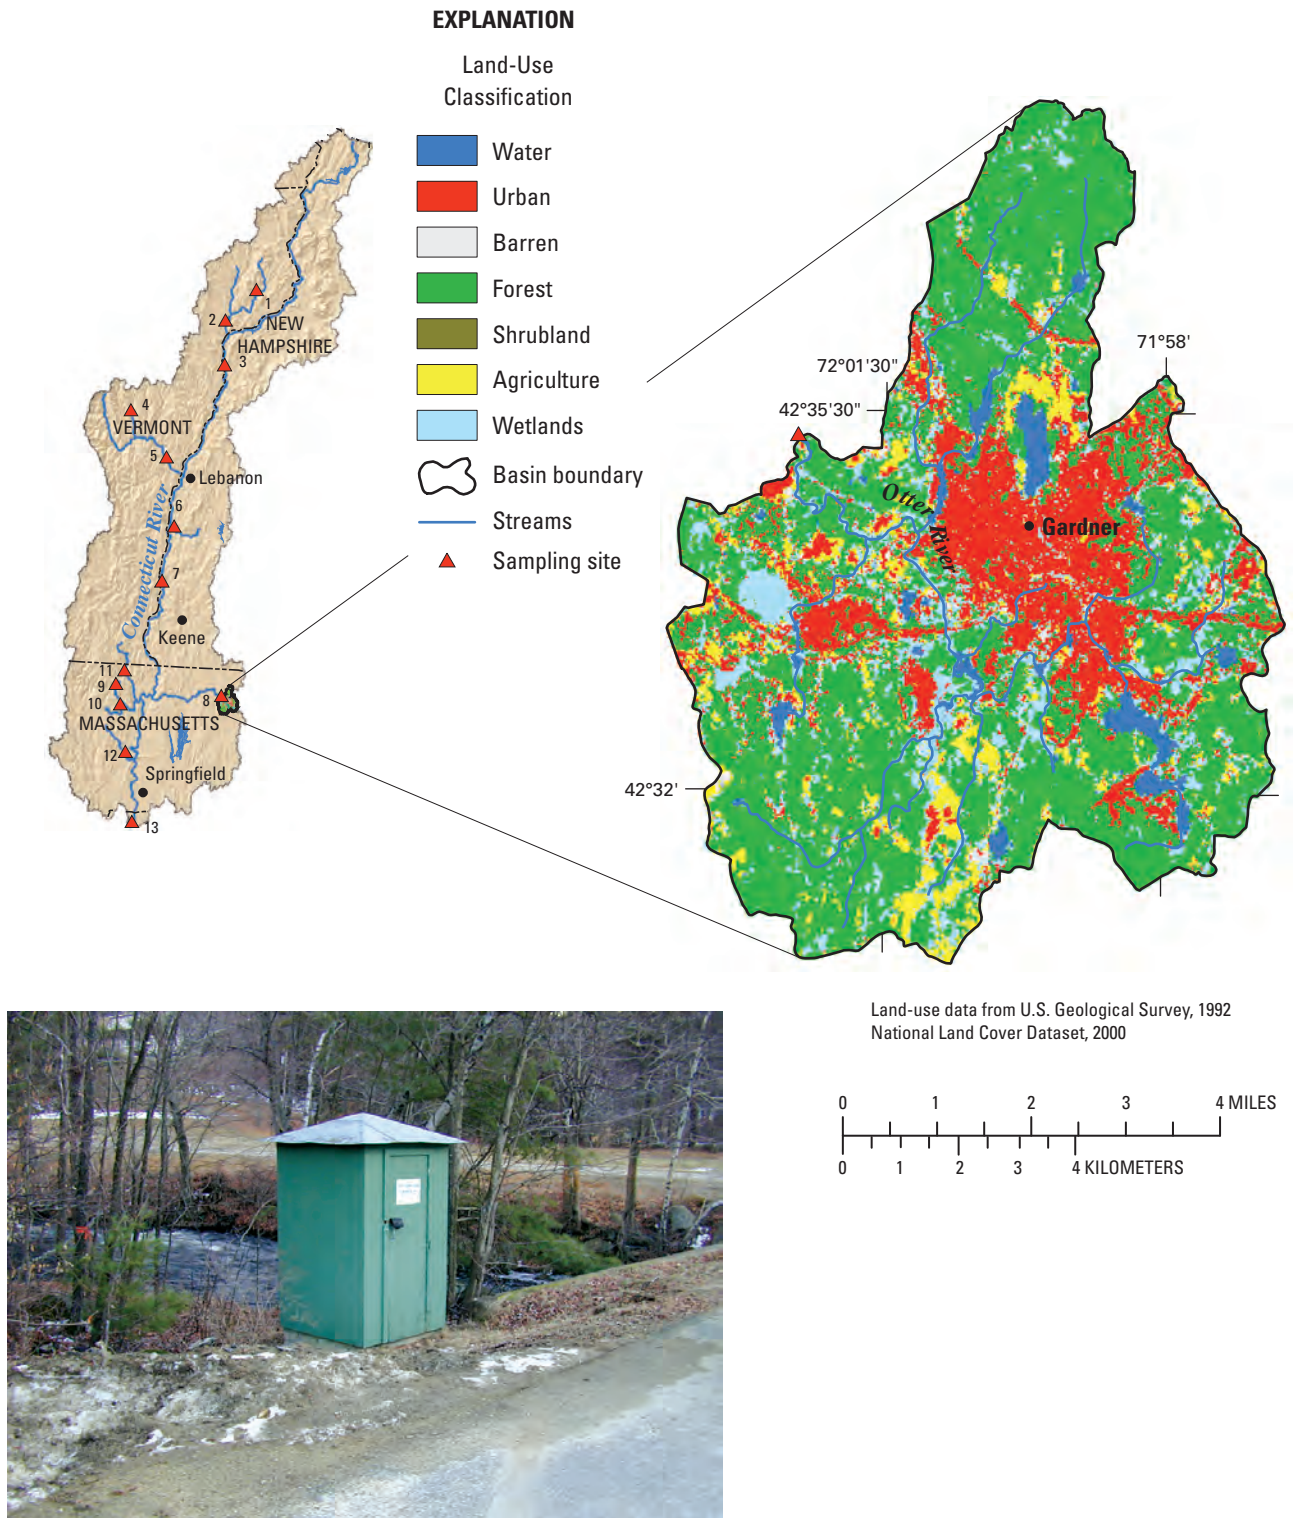 EXPLANATION
Land-Use
Classification
Water
Urban
Barren
Forest
Shrubland
Agriculture
Wetlands
Basin boundary
Streams
Sampling site
1
2
NEW
HAMPSHIRE
3
4
VERMONT
5
Lebanon
6
Connecticut River
7
Keene
11
9
10
8
MASSACHUSETTS
12
Springfield
13
71°58'
72°01'30"
42°35'30"
Otter River
Gardner
42°32'
Land-use data from U.S. Geological Survey, 1992
National Land Cover Dataset, 2000
0 1 2 3 4 MILES
0 1 2 3 4 KILOMETERS